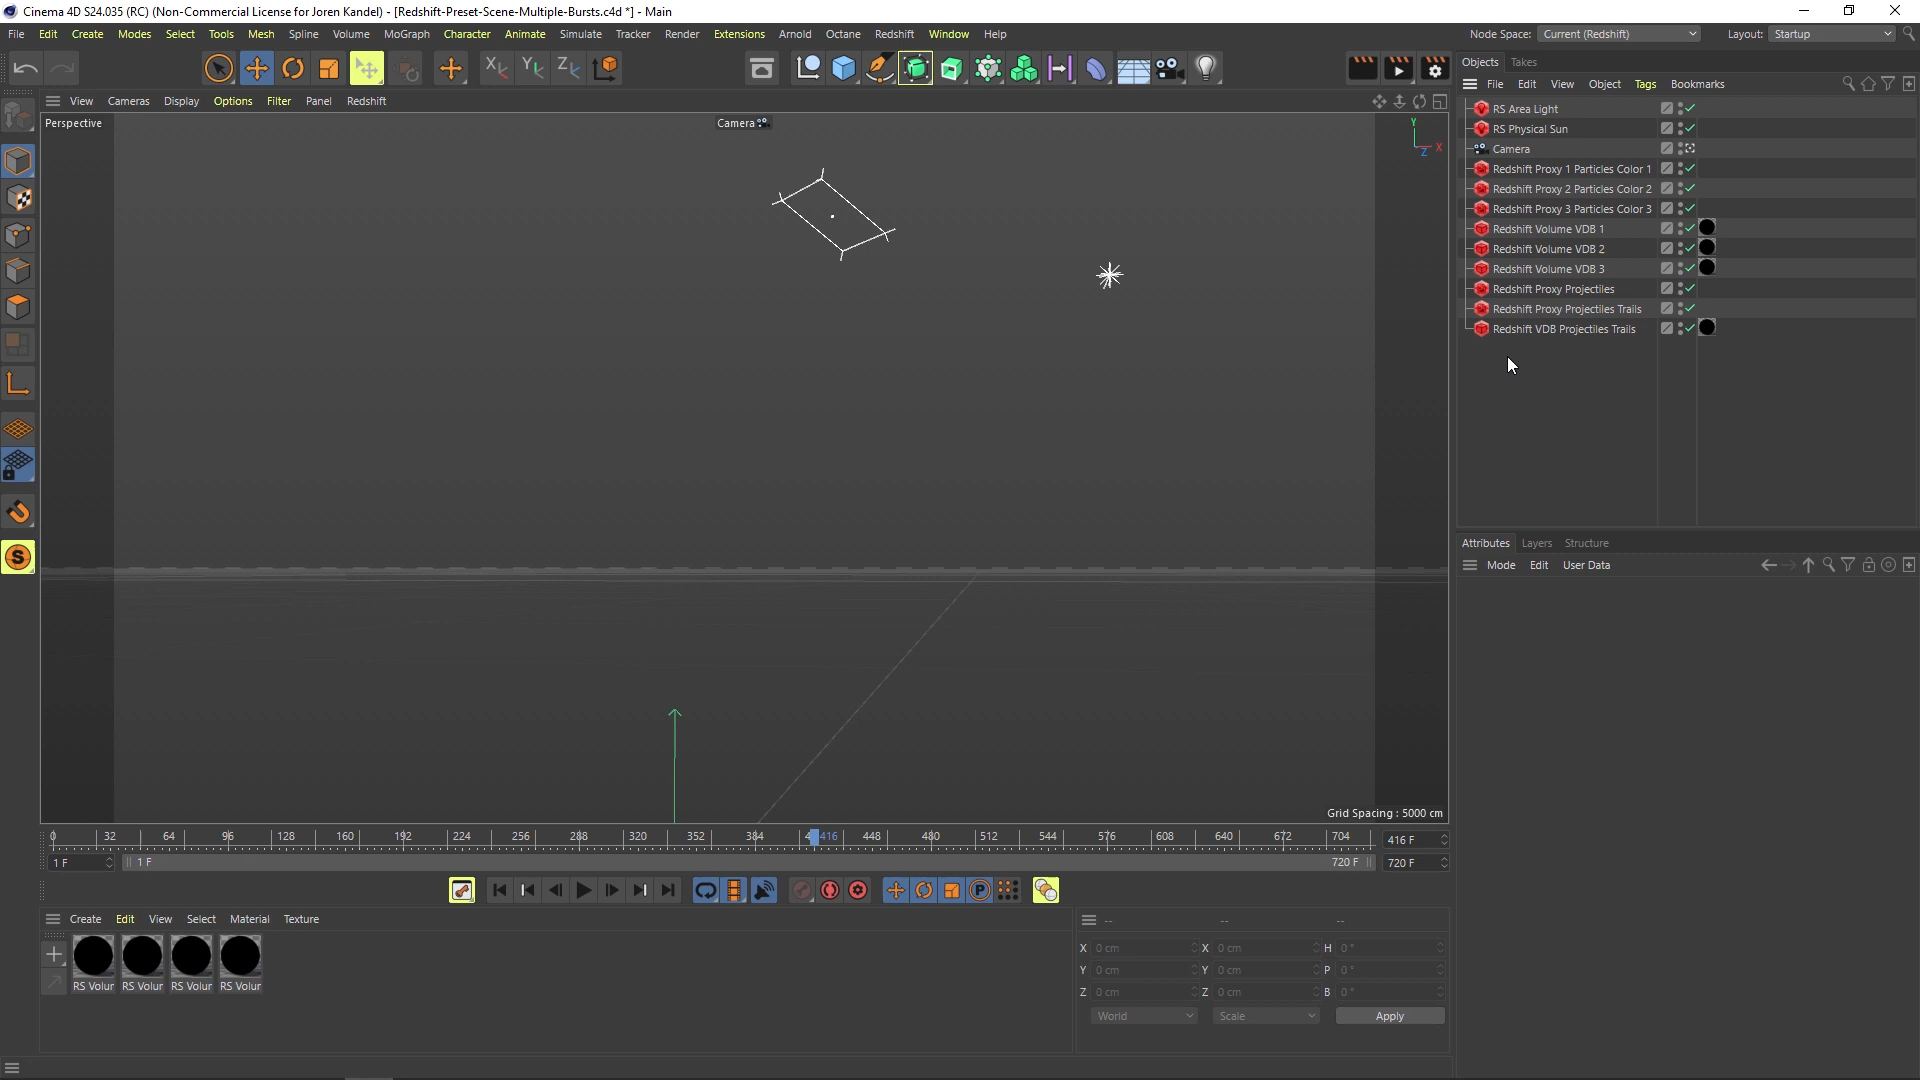 Cinema 4D S24.035 (RC) (Non-Commercial License for Joren Kandel) - [Redshift-Preset-Scene-Multiple-Bursts.c4d *] - Main
File Edit Create Modes Select Tools Mesh Spline Volume MoGraph Character Animate Simulate Tracker Render Extensions Arnold Octane Redshift Window Help Node Space: Current (Redshift) Layout: Startup
X Y Z
Objects Takes
File Edit View Object Tags Bookmarks
View Cameras Display Options Filter Panel Redshift
Perspective
Camera
Y
X
Z
RS Area Light
RS Physical Sun
Camera
Redshift Proxy 1 Particles Color 1
Redshift Proxy 2 Particles Color 2
Redshift Proxy 3 Particles Color 3
Redshift Volume VDB 1
Redshift Volume VDB 2
Redshift Volume VDB 3
Redshift Proxy Projectiles
Redshift Proxy Projectiles Trails
Redshift VDB Projectiles Trails
S
Attributes Layers Structure
Mode Edit User Data
Grid Spacing : 5000 cm
0 32 64 96 128 160 192 224 256 288 320 352 384 416 448 480 512 544 576 608 640 672 704 416 F
1 F 1 F 720 F 720 F
P
Create Edit View Select Material Texture
-- -- --
X 0 cm X 0 cm H 0 °
Y 0 cm Y 0 cm P 0 °
Z 0 cm Z 0 cm B 0 °
RS Volur RS Volur RS Volur RS Volur
World Scale Apply